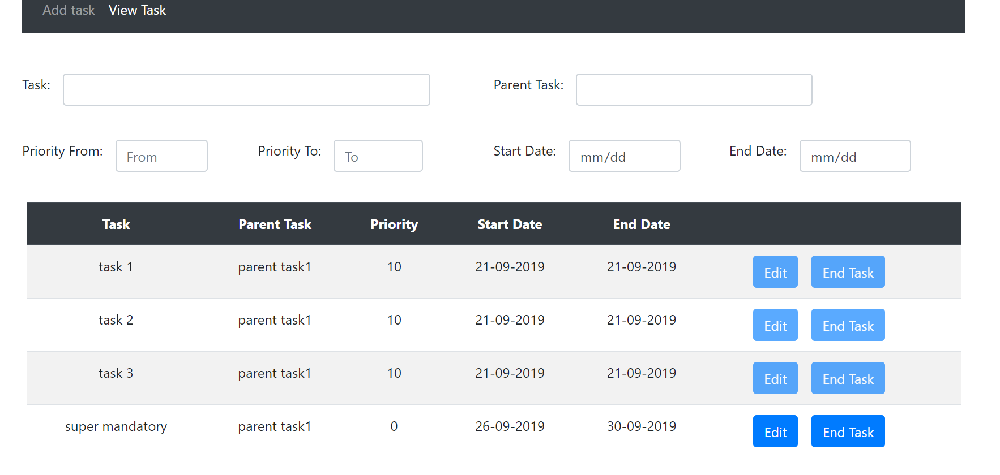 Add task View Task
Task: Parent Task:
Priority From: From Priority To: To Start Date: mm/dd End Date: mm/dd
Task Parent Task Priority Start Date End Date
task 1 parent task1 10 21-09-2019 21-09-2019 Edit End Task
task 2 parent task1 10 21-09-2019 21-09-2019 Edit End Task
task 3 parent task1 10 21-09-2019 21-09-2019 Edit End Task
super mandatory parent task1 0 26-09-2019 30-09-2019 Edit End Task